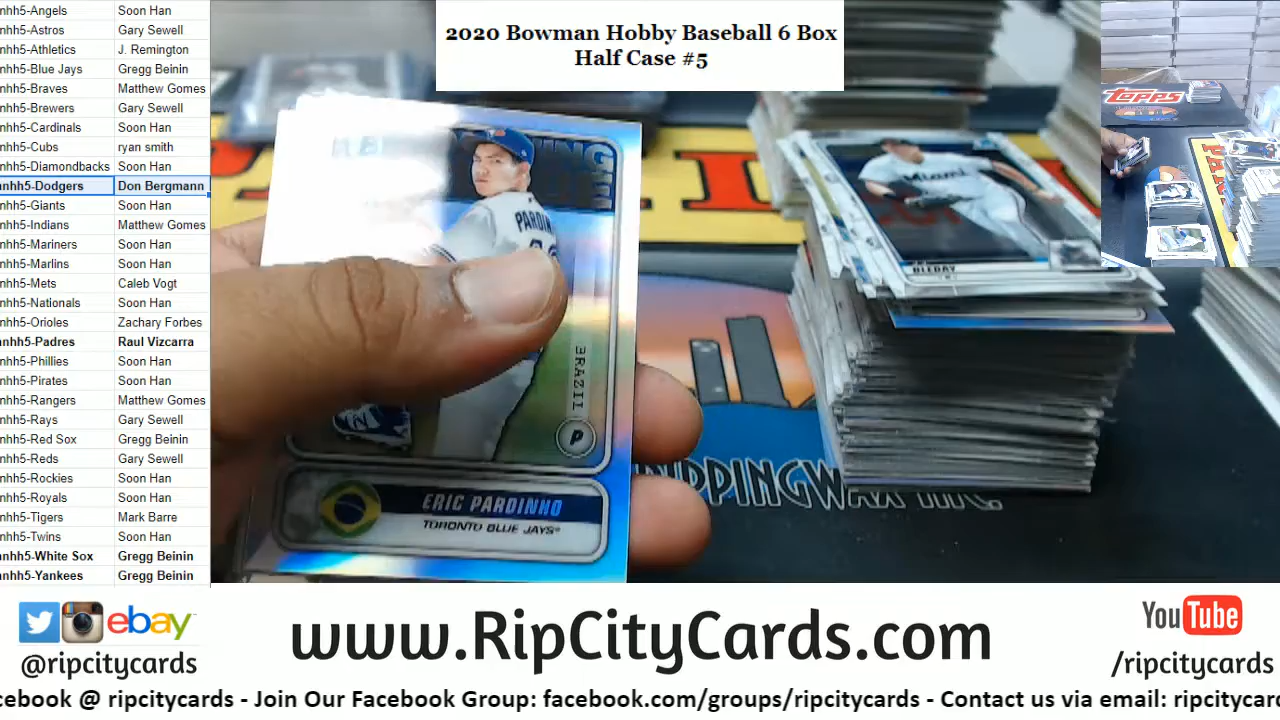 nhh5-Angels Soon Han
nhh5-Astros Gary Sewell
nhh5-Athletics J. Remington
nhh5-Blue Jays Gregg Beinin
nhh5-Braves Matthew Gomes
nhh5-Brewers Gary Sewell
nhh5-Cardinals Soon Han
nhh5-Cubs ryan smith
nhh5-Diamondbacks Soon Han
nhh5-Dodgers Don Bergmann
nhh5-Giants Soon Han
nhh5-Indians Matthew Gomes
nhh5-Mariners Soon Han
nhh5-Marlins Soon Han
nhh5-Mets Caleb Vogt
nhh5-Nationals Soon Han
nhh5-Orioles Zachary Forbes
nhh5-Padres Raul Vizcarra
nhh5-Phillies Soon Han
nhh5-Pirates Soon Han
nhh5-Rangers Matthew Gomes
nhh5-Rays Gary Sewell
nhh5-Red Sox Gregg Beinin
nhh5-Reds Gary Sewell
nhh5-Rockies Soon Han
nhh5-Royals Soon Han
nhh5-Tigers Mark Barre
nhh5-Twins Soon Han
nhh5-White Sox Gregg Beinin
nhh5-Yankees Gregg Beinin
2020 Bowman Hobby Baseball 6 Box
Half Case #5
PARDIN
BRAZIL
P
ERIC PARDINHO
TORONTO BLUE JAYS
Miami
BLEDAY
RIPPINGWAX INC.
Topps
ebay
@ripcitycards
www.RipCityCards.com
YouTube
/ripcitycards
cebook @ ripcitycards - Join Our Facebook Group: facebook.com/groups/ripcitycards - Contact us via email: ripcitycar